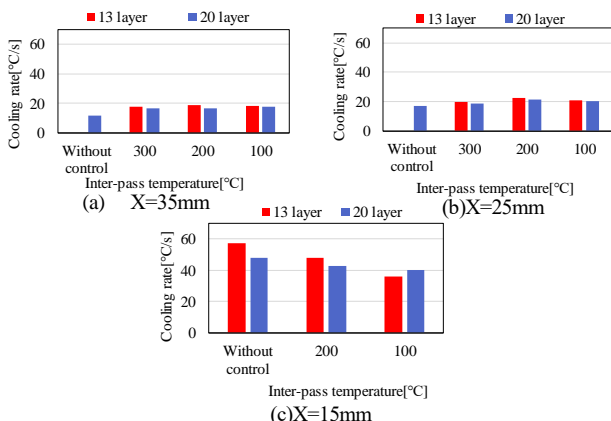 13 layer 20 layer
Cooling rate[℃/s]
60
40
20
0
Without control 300 200 100
Inter-pass temperature[℃]
(a) X=35mm
13 layer 20 layer
Cooling rate[℃/s]
60
40
20
0
Without control 300 200 100
Inter-pass temperature[℃]
(b)X=25mm
13 layer 20 layer
Cooling rate[℃/s]
60
40
20
0
Without control 200 100
Inter-pass temperature[℃]
(c)X=15mm